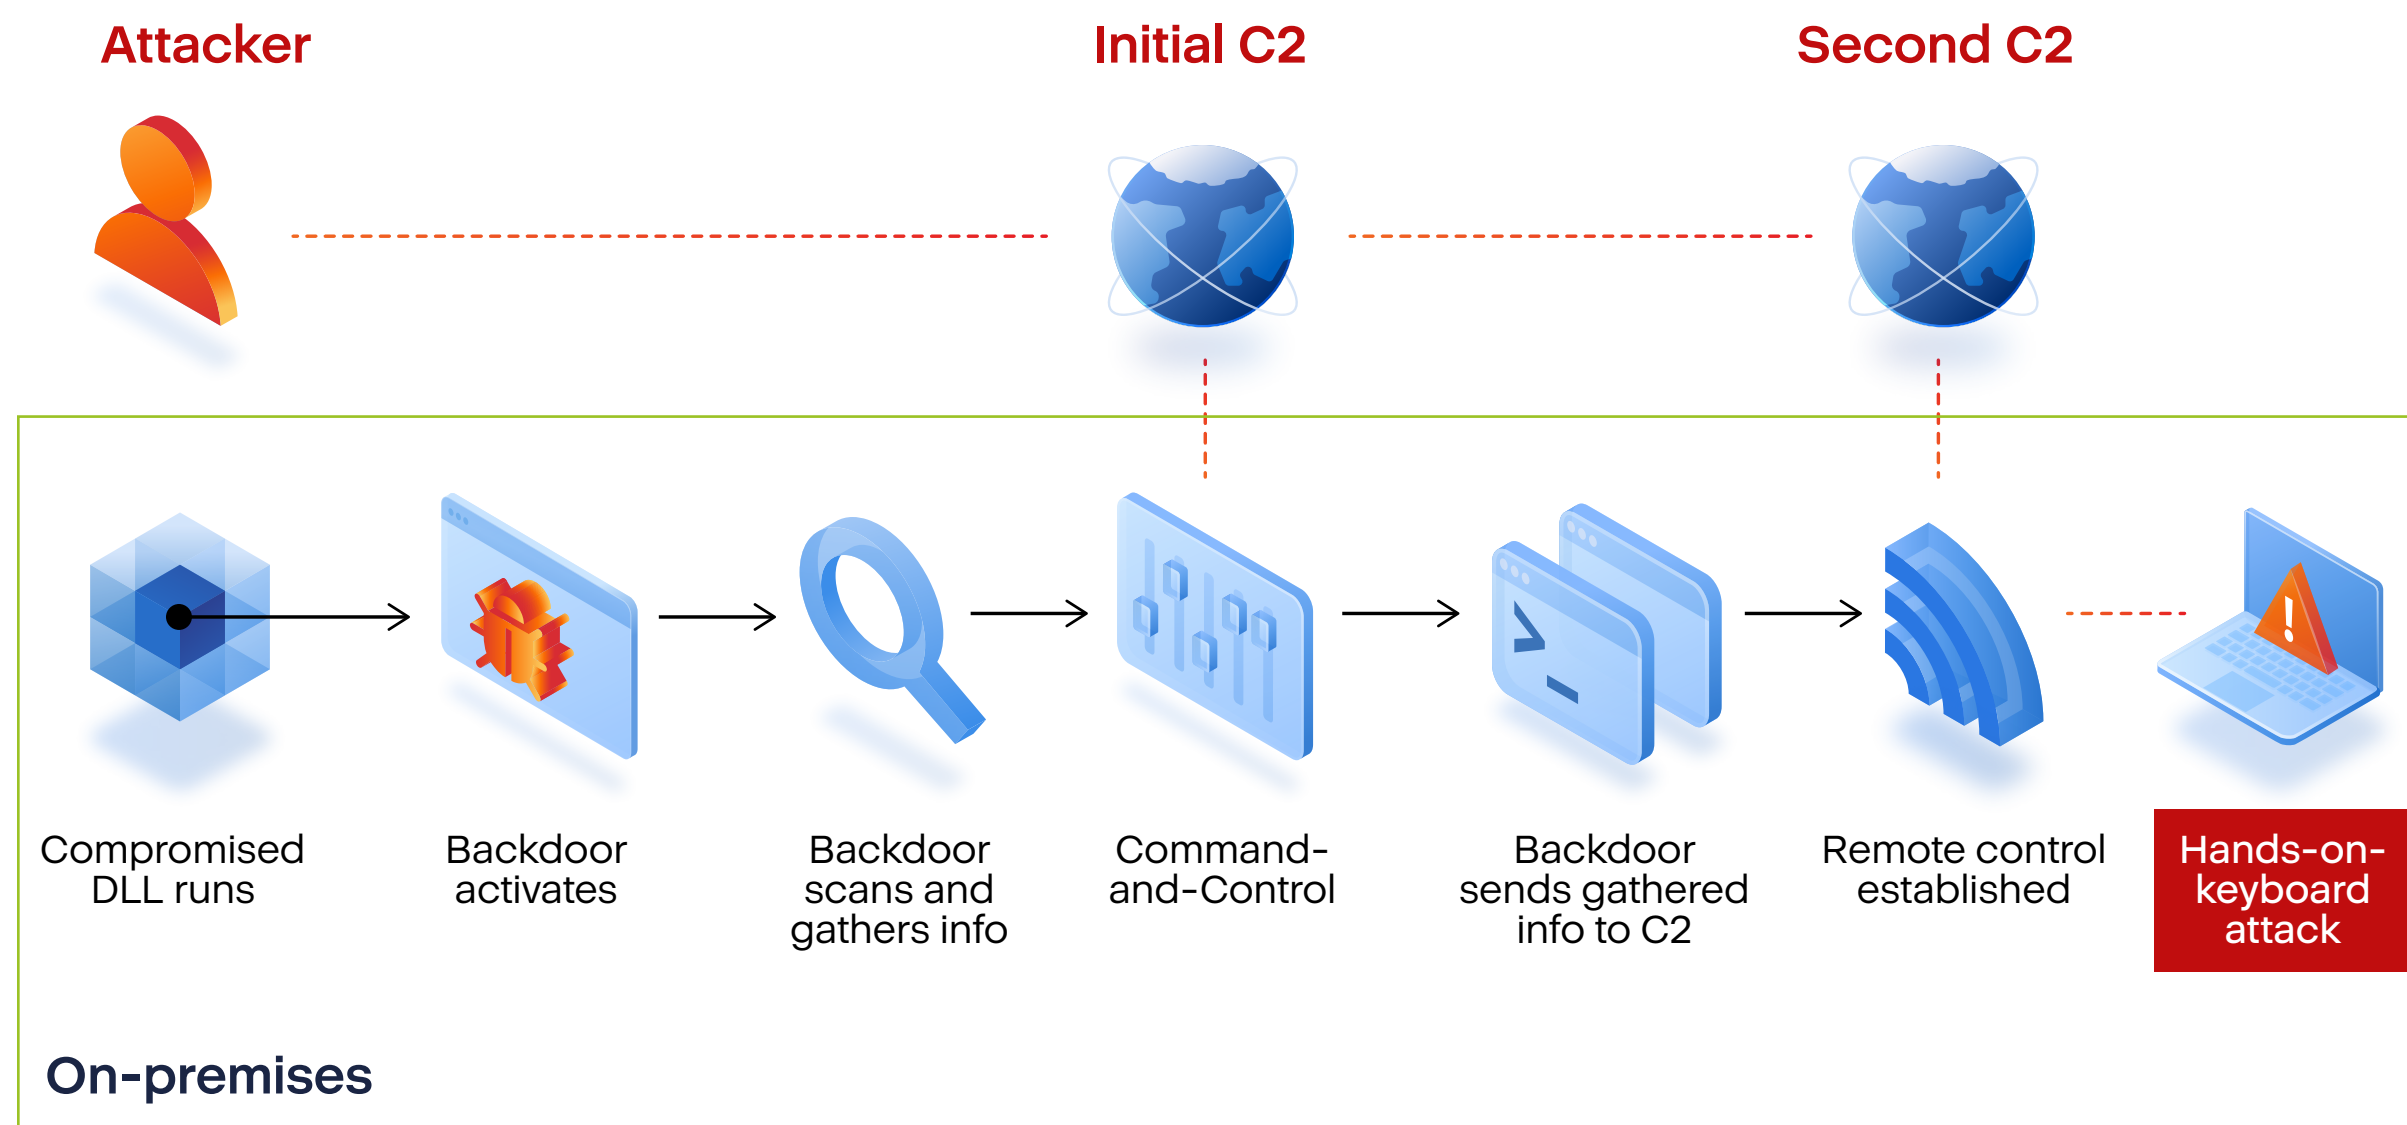 Attacker
Initial C2
Second C2
Compromised
DLL runs
Backdoor
activates
Backdoor
scans and
gathers info
Command-
and-Control
Backdoor
sends gathered
info to C2
Remote control
established
Hands-on-
keyboard
attack
On-premises